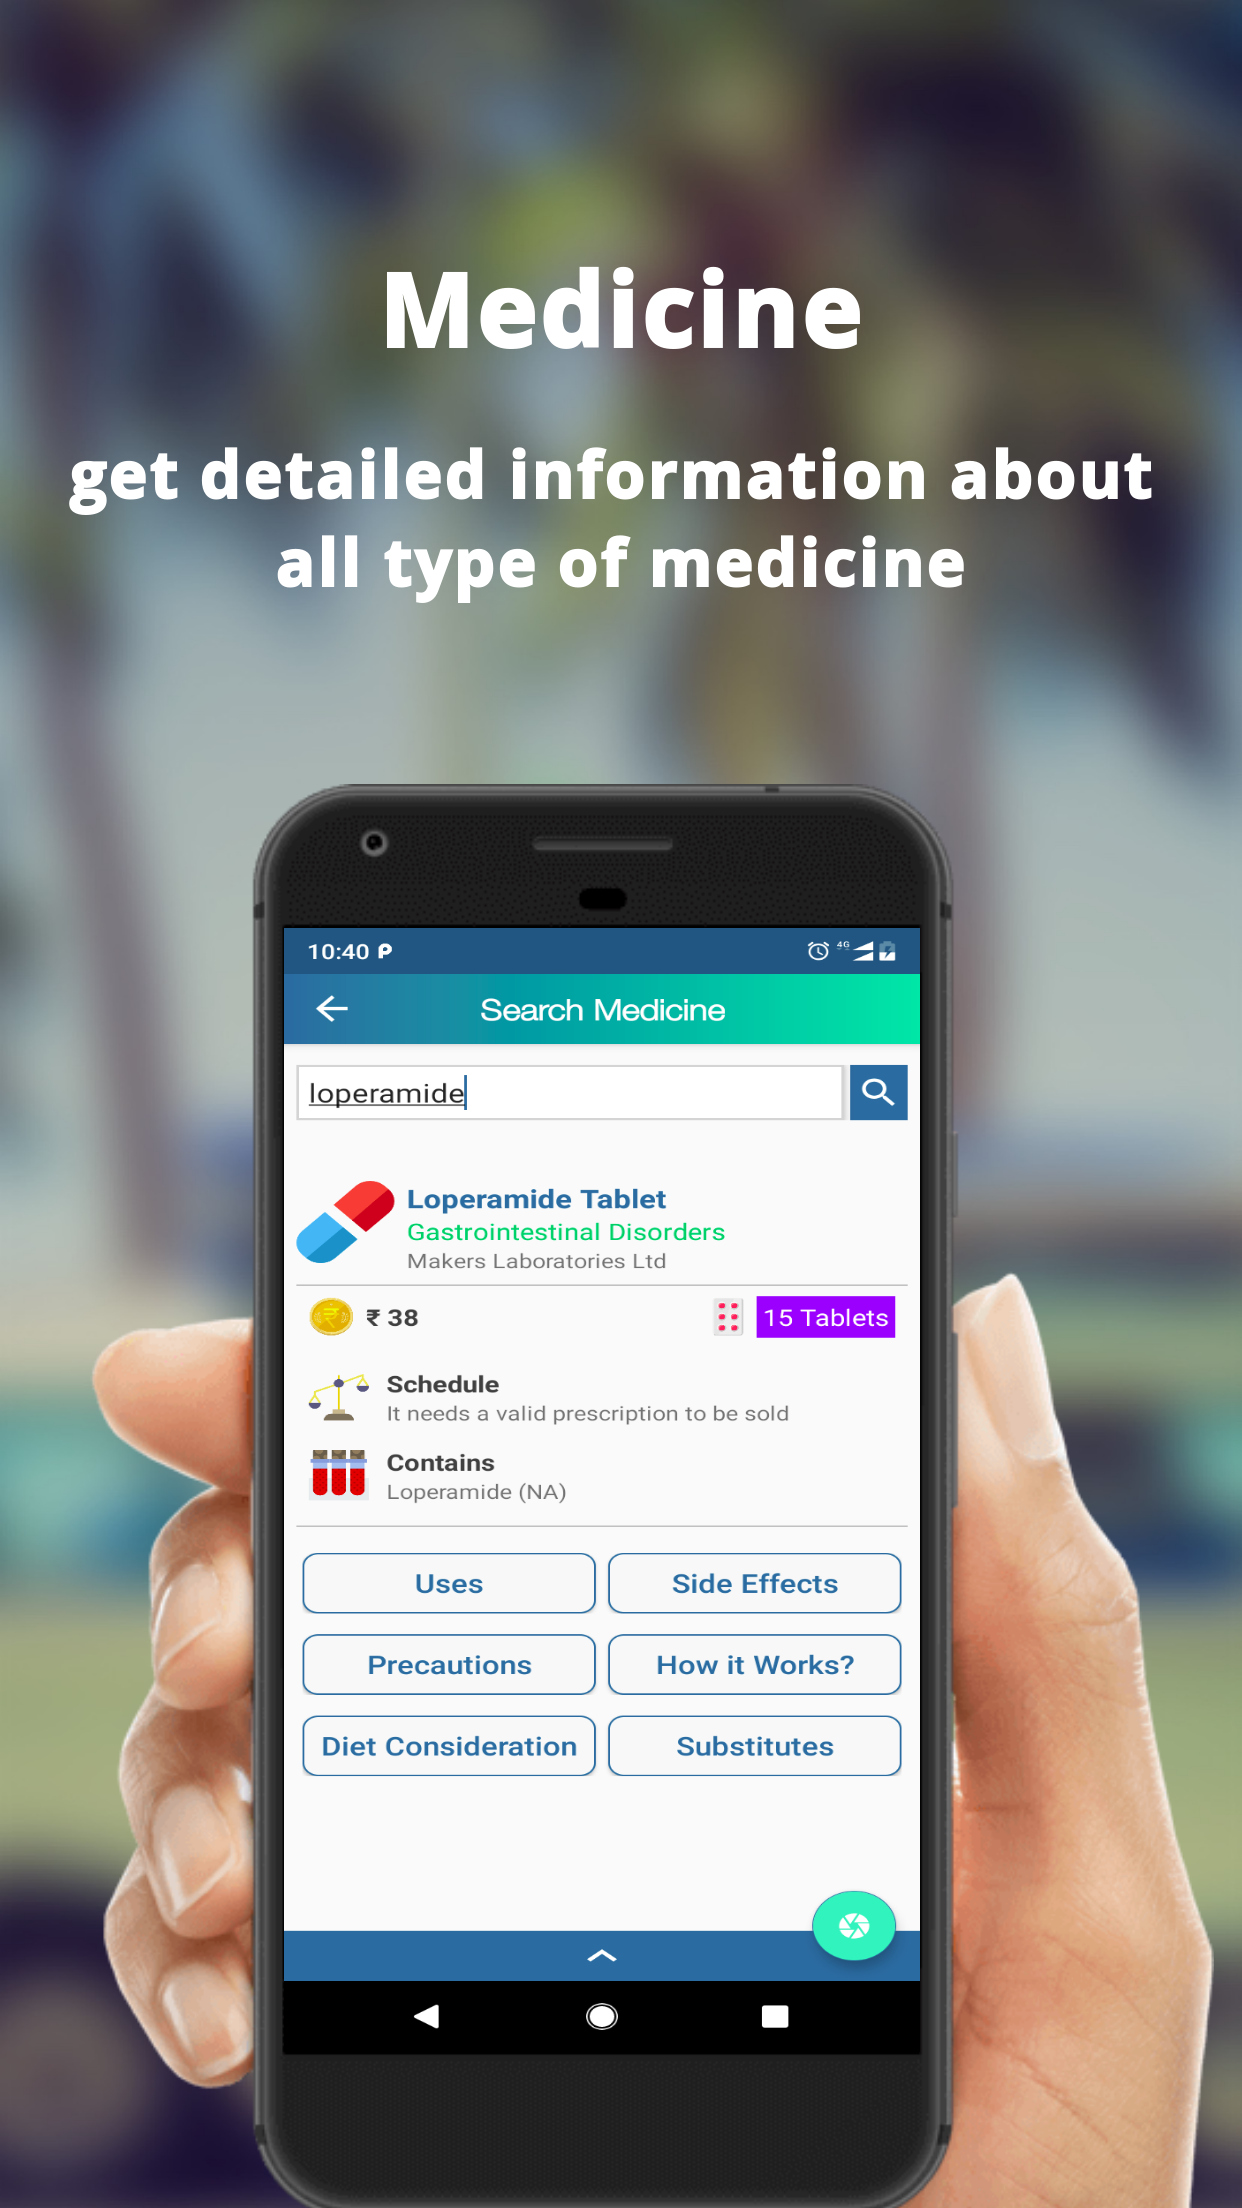 Medicine
get detailed information about
all type of medicine
10:40
4G
Search Medicine
loperamide
Loperamide Tablet
Gastrointestinal Disorders
Makers Laboratories Ltd
₹ 38
15 Tablets
Schedule
It needs a valid prescription to be sold
Contains
Loperamide (NA)
Uses
Side Effects
Precautions
How it Works?
Diet Consideration
Substitutes